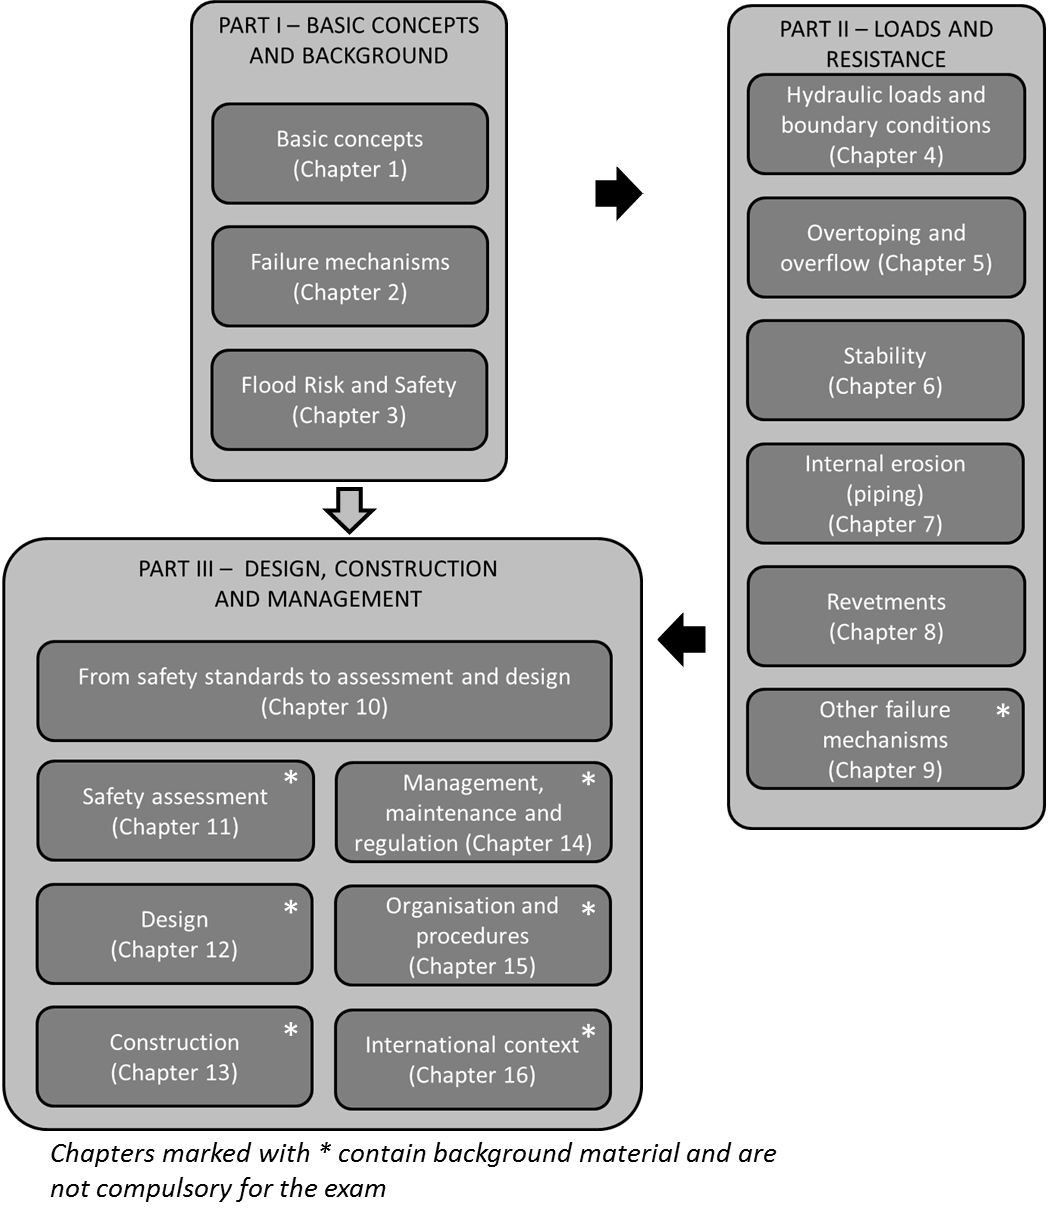 PART I – BASIC CONCEPTS
AND BACKGROUND
Basic concepts
(Chapter 1)
Failure mechanisms
(Chapter 2)
Flood Risk and Safety
(Chapter 3)
PART II – LOADS AND
RESISTANCE
Hydraulic loads and
boundary conditions
(Chapter 4)
Overtoping and
overflow (Chapter 5)
Stability
(Chapter 6)
Internal erosion
(piping)
(Chapter 7)
Revetments
(Chapter 8)
Other failure *
mechanisms
(Chapter 9)
PART III – DESIGN, CONSTRUCTION
AND MANAGEMENT
From safety standards to assessment and design
(Chapter 10)
*
Safety assessment
(Chapter 11)
*
Design
(Chapter 12)
*
Construction
(Chapter 13)
Management, *
maintenance and
regulation (Chapter 14)
Organisation and *
procedures
(Chapter 15)
*
International context
(Chapter 16)
Chapters marked with * contain background material and are
not compulsory for the exam